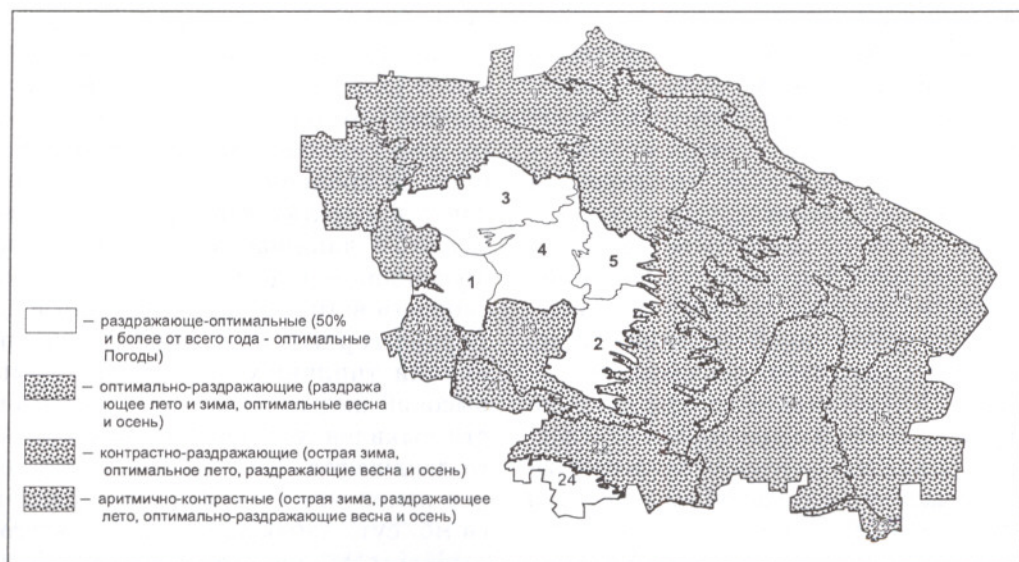 3
4
5
1
2
24
– раздражающе-оптимальные (50%
и более от всего года - оптимальные
Погоды)
– оптимально-раздражающие (раздража
ющее лето и зима, оптимальные весна
и осень)
– контрастно-раздражающие (острая зима,
оптимальное лето, раздражающие весна и осень)
– аритмично-контрастные (острая зима, раздражающее
лето, оптимально-раздражающие весна и осень)